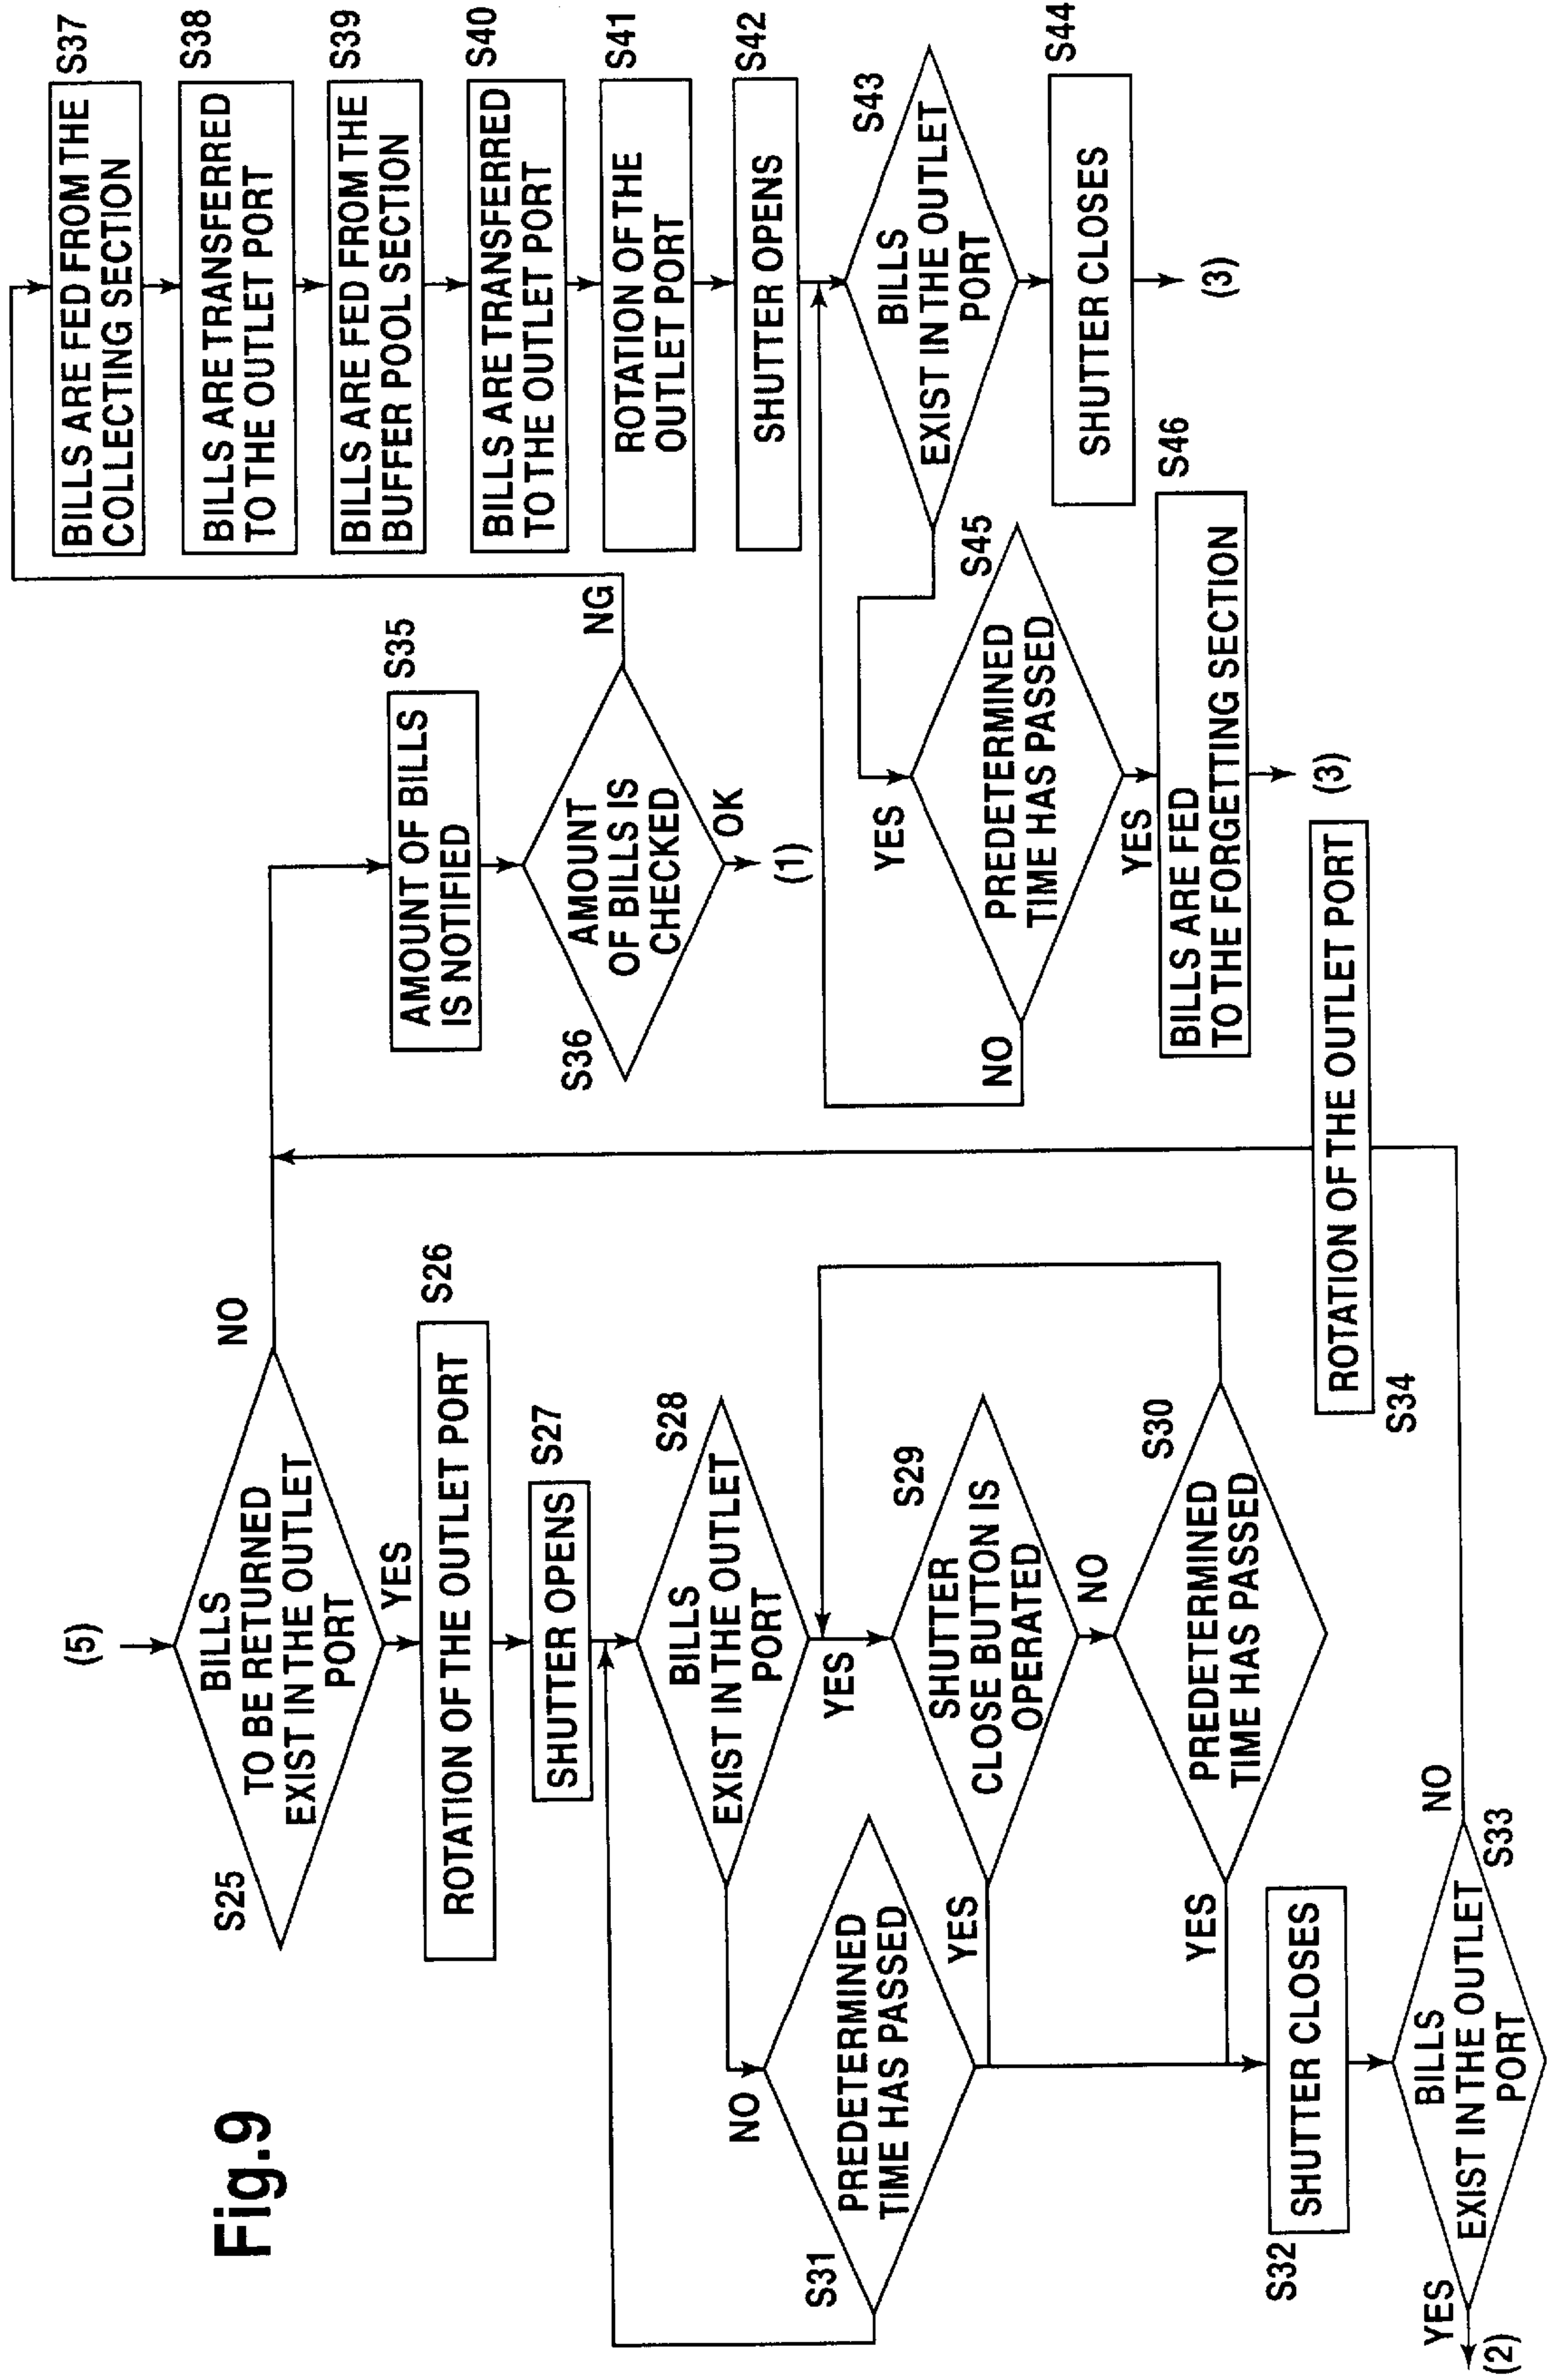 Fig.9
(5)
S25
BILLS
TO BE RETURNED
EXIST IN THE OUTLET
PORT
NO
YES
S26
ROTATION OF THE OUTLET PORT
S27
SHUTTER OPENS
S28
BILLS
EXIST IN THE OUTLET
PORT
NO
YES
S31
PREDETERMINED
TIME HAS PASSED
S29
SHUTTER
CLOSE BUTTON IS
OPERATED
YES
NO
S30
PREDETERMINED
TIME HAS PASSED
YES
S32
SHUTTER CLOSES
S33
BILLS
EXIST IN THE OUTLET
PORT
YES
(2)
NO
S34
ROTATION OF THE OUTLET PORT
S35
AMOUNT OF BILLS
IS NOTIFIED
S36
AMOUNT
OF BILLS IS
CHECKED
NG
OK
(1)
S37
BILLS ARE FED FROM THE
COLLECTING SECTION
S38
BILLS ARE TRANSFERRED
TO THE OUTLET PORT
S39
BILLS ARE FED FROM THE
BUFFER POOL SECTION
S40
BILLS ARE TRANSFERRED
TO THE OUTLET PORT
S41
ROTATION OF THE
OUTLET PORT
S42
SHUTTER OPENS
S43
BILLS
EXIST IN THE OUTLET
PORT
S44
SHUTTER CLOSES
(3)
YES
S45
PREDETERMINED
TIME HAS PASSED
NO
YES
S46
BILLS ARE FED
TO THE FORGETTING SECTION
(3)